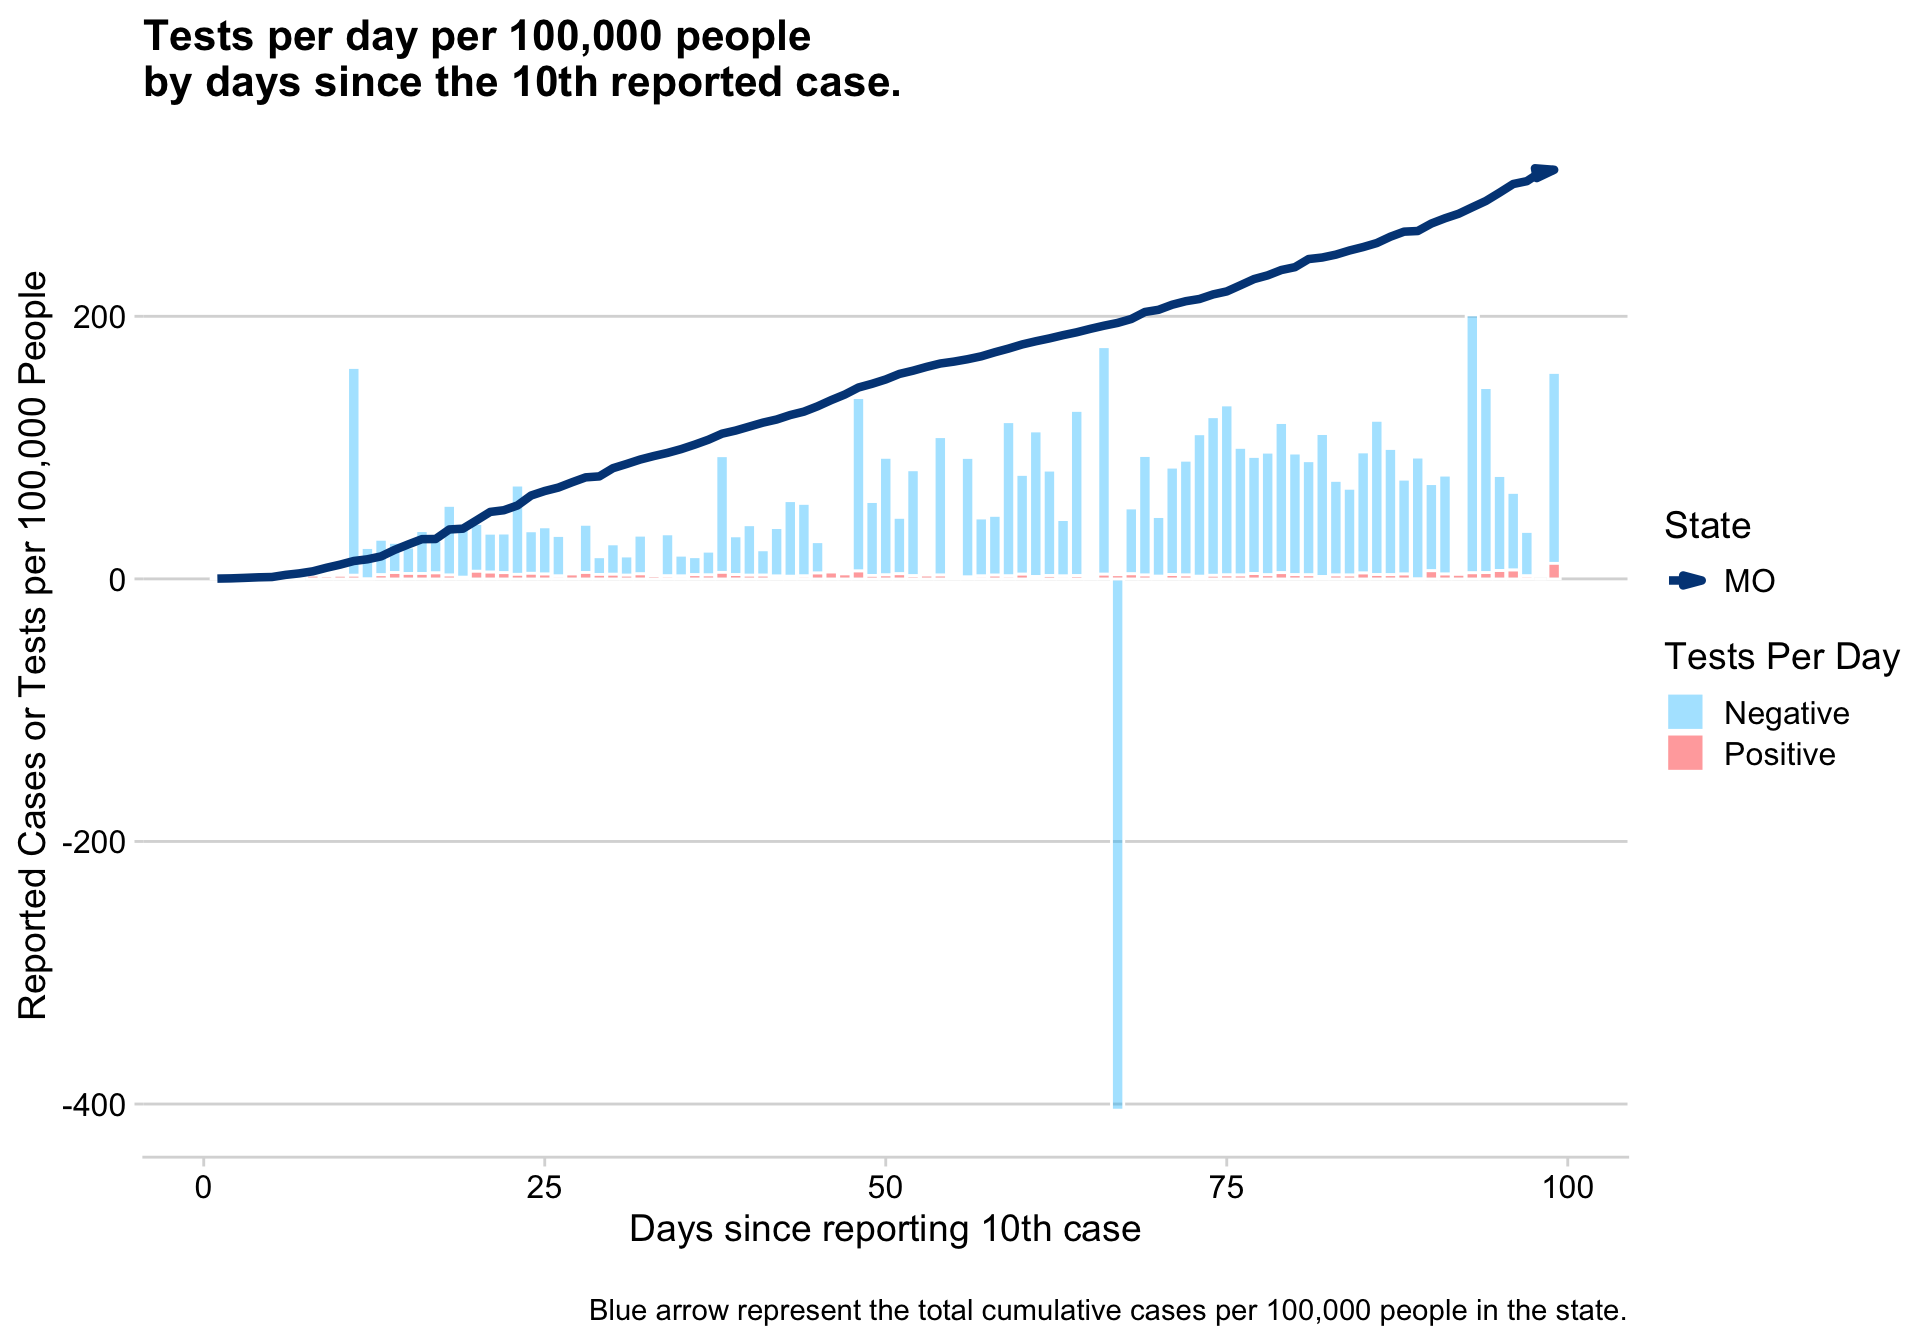 Tests per day per 100,000 people
by days since the 10th reported case.
Reported Cases or Tests per 100,000 People
200
0
-200
-400
0
25
50
75
100
Days since reporting 10th case
State
MO
Tests Per Day
Negative
Positive
Blue arrow represent the total cumulative cases per 100,000 people in the state.